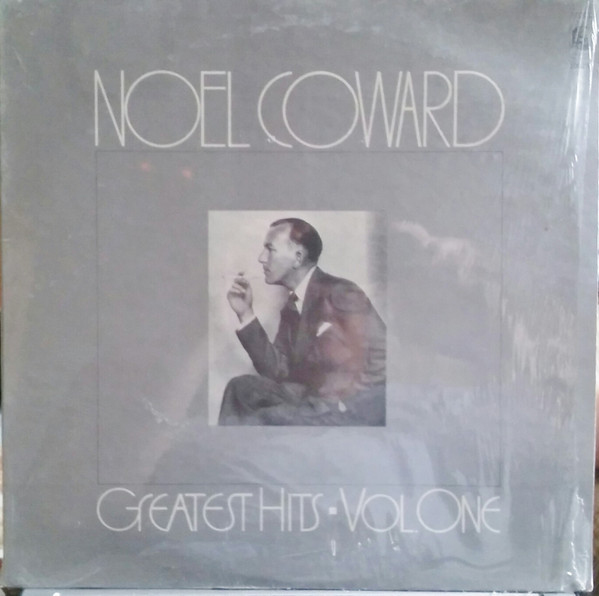 NOEL COWARD
GREATEST HITS ▪ VOL ONE